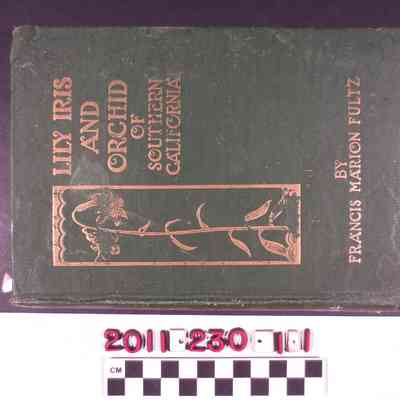 LILY IRIS
AND
ORCHID
OF
SOUTHERN
CALIFORNIA
BY
FRANCIS MARION FULTZ
2011·230·1·1
CM